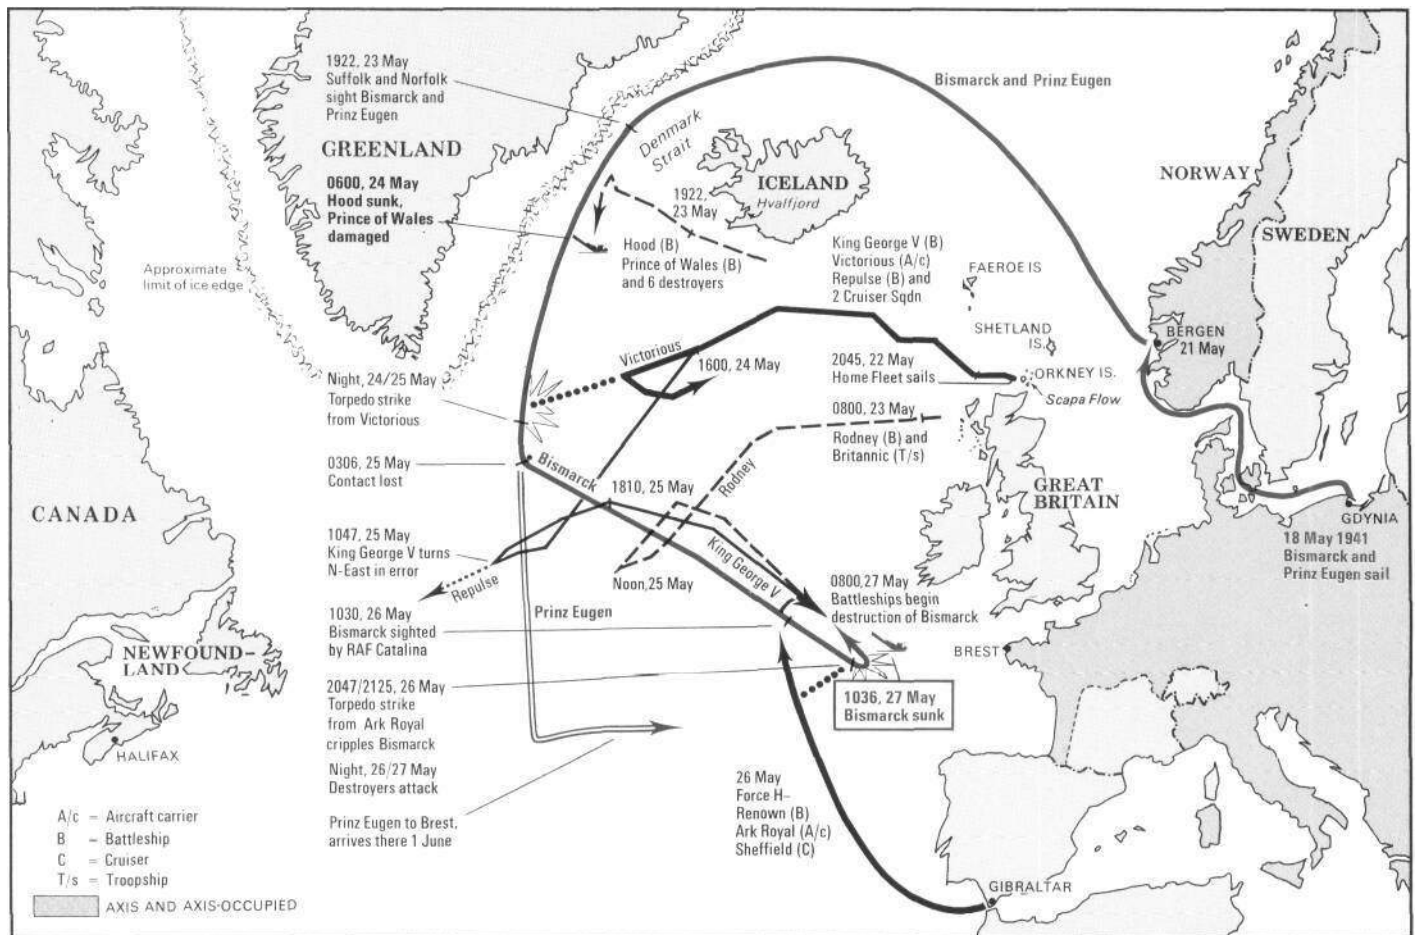 1922, 23 May
Suffolk and Norfolk
sight Bismarck and
Prinz Eugen
GREENLAND
0600, 24 May
Hood sunk,
Prince of Wales
damaged
Approximate
limit of ice edge
Denmark
Strait
Bismarck and Prinz Eugen
ICELAND
Hvalfjord
1922,
23 May
Hood (B)
Prince of Wales (B)
and 6 destroyers
King George V (B)
Victorious (A/c)
Repulse (B) and
2 Cruiser Sqdn
NORWAY
SWEDEN
FAEROE IS
SHETLAND
IS.
BERGEN
21 May
Victorious
1600, 24 May
2045, 22 May
Home Fleet sails
ORKNEY IS.
Scapa Flow
Night, 24/25 May
Torpedo strike
from Victorious
0800, 23 May
Rodney (B) and
Britannic (T/s)
Rodney
0306, 25 May
Contact lost
Bismarck
1810, 25 May
GREAT
BRITAIN
CANADA
GDYNIA
18 May 1941
Bismarck and
Prinz Eugen sail
1047, 25 May
King George V turns
N-East in error
Repulse
Noon, 25 May
King George V
0800, 27 May
Battleships begin
destruction of Bismarck
1030, 26 May
Bismarck sighted
by RAF Catalina
Prinz Eugen
NEWFOUND-
LAND
BREST
2047/2125, 26 May
Torpedo strike
from Ark Royal
cripples Bismarck
1036, 27 May
Bismarck sunk
HALIFAX
Night, 26/27 May
Destroyers attack
26 May
Force H-
Renown (B)
Ark Royal (A/c)
Sheffield (C)
Prinz Eugen to Brest,
arrives there 1 June
GIBRALTAR
A/c = Aircraft carrier
B = Battleship
C = Cruiser
T/s = Troopship
AXIS AND AXIS-OCCUPIED